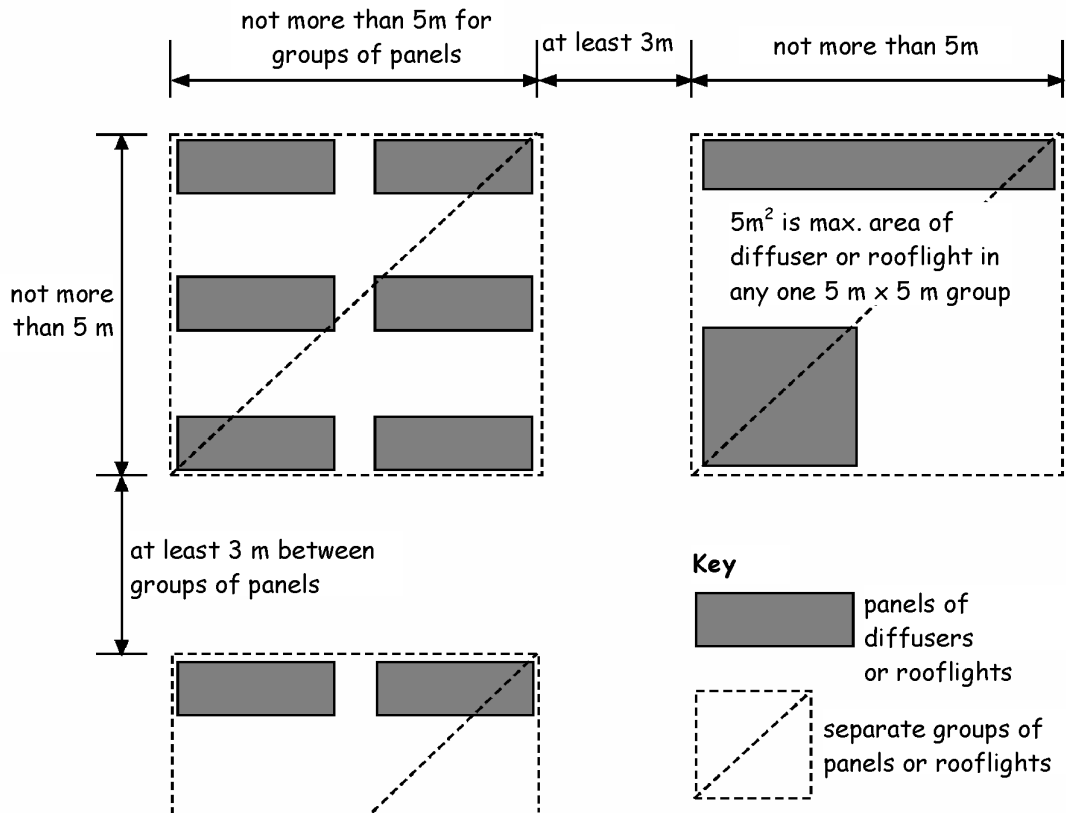 not more than 5m for
groups of panels
at least 3m
not more than 5m
5m² is max. area of
diffuser or rooflight in
any one 5 m x 5 m group
not more
than 5 m
at least 3 m between
groups of panels
Key
panels of
diffusers
or rooflights
separate groups of
panels or rooflights